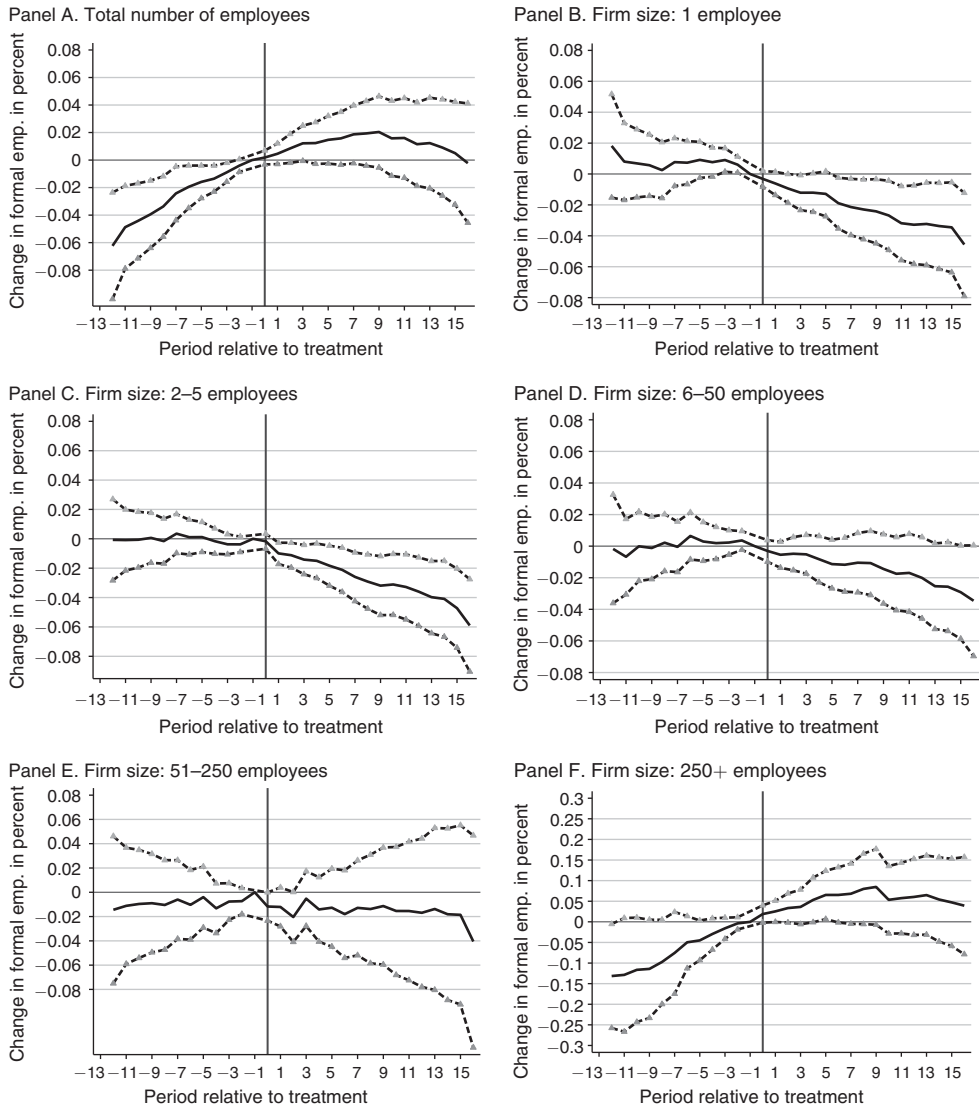 Panel A. Total number of employees
Change in formal emp. in percent
0.08
0.06
0.04
0.02
0
−0.02
−0.04
−0.06
−0.08
−13 −11 −9 −7 −5 −3 −1 1 3 5 7 9 11 13 15
Period relative to treatment
Panel B. Firm size: 1 employee
Change in formal emp. in percent
0.08
0.06
0.04
0.02
0
−0.02
−0.04
−0.06
−0.08
−13 −11 −9 −7 −5 −3 −1 1 3 5 7 9 11 13 15
Period relative to treatment
Panel C. Firm size: 2–5 employees
Change in formal emp. in percent
0.08
0.06
0.04
0.02
0
−0.02
−0.04
−0.06
−0.08
−13 −11 −9 −7 −5 −3 −1 1 3 5 7 9 11 13 15
Period relative to treatment
Panel D. Firm size: 6–50 employees
Change in formal emp. in percent
0.08
0.06
0.04
0.02
0
−0.02
−0.04
−0.06
−0.08
−13 −11 −9 −7 −5 −3 −1 1 3 5 7 9 11 13 15
Period relative to treatment
Panel E. Firm size: 51–250 employees
Change in formal emp. in percent
0.08
0.06
0.04
0.02
0
−0.02
−0.04
−0.06
−0.08
−13 −11 −9 −7 −5 −3 −1 1 3 5 7 9 11 13 15
Period relative to treatment
Panel F. Firm size: 250+ employees
Change in formal emp. in percent
0.3
0.25
0.2
0.15
0.1
0.05
0
−0.05
−0.1
−0.15
−0.2
−0.25
−0.3
−13 −11 −9 −7 −5 −3 −1 1 3 5 7 9 11 13 15
Period relative to treatment